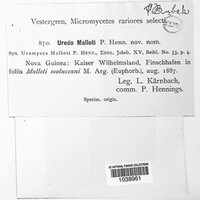 Vestergren, Micromycetes rariores selecti
870. Uredo Malloti P. Henn. nov. nom.
Syn. Uromyces Malloti P. Henn., Engl. Jahrb. XV, Beibl. No. 33, p. 4.
Nova Guinea: Kaiser Wilhelmsland, Finschhafen in
foliis Malloti moluccani M. Arg. (Euphorb.), aug. 1887.
Leg. L. Kärnbach,
comm. P. Hennings.
Species, origin.
1038961